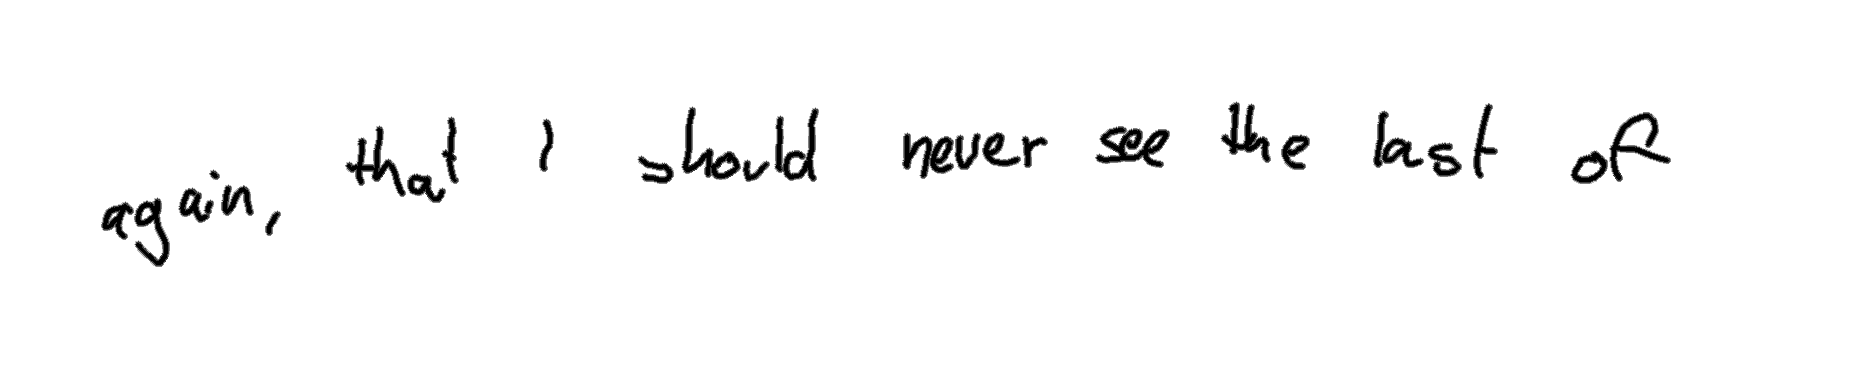 again, that I should never see the last of